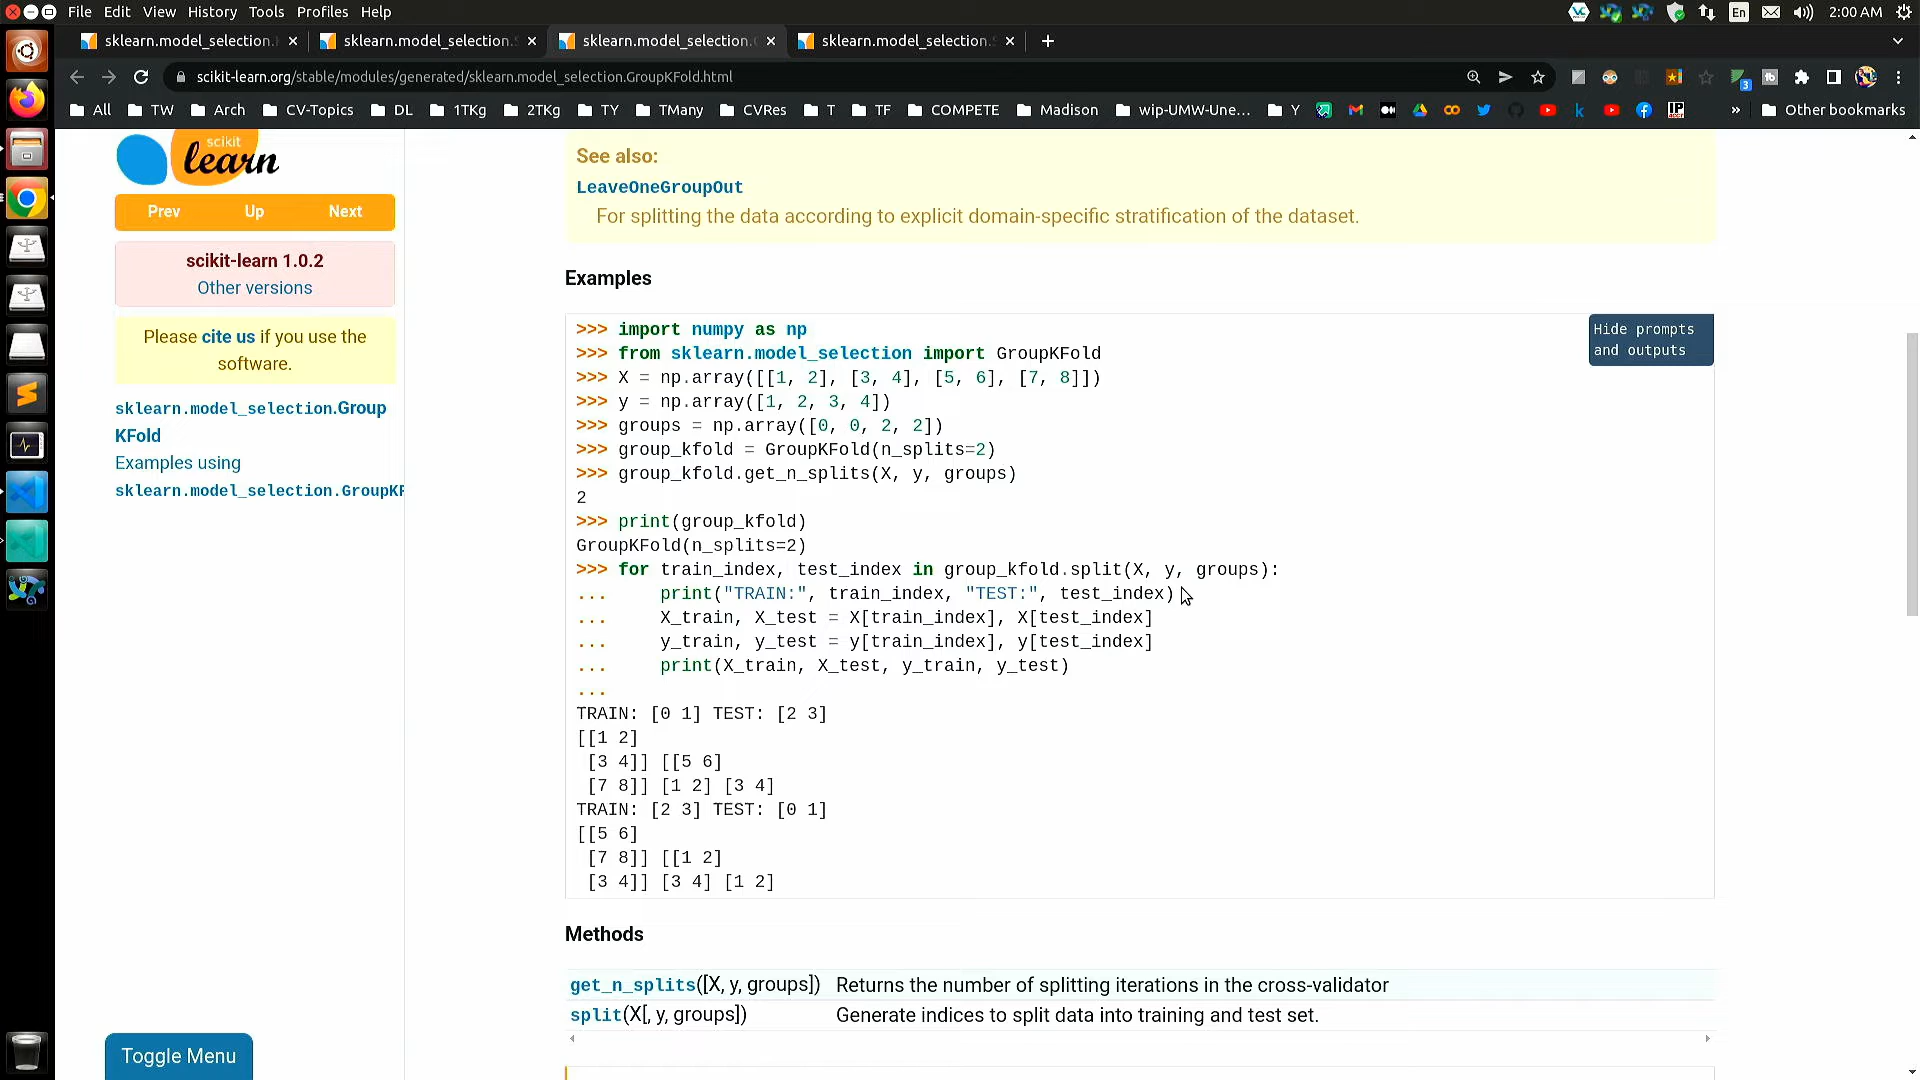 File Edit View History Tools Profiles Help
En
2:00 AM
sklearn.model_selection.
sklearn.model_selection.
sklearn.model_selection.
sklearn.model_selection.
scikit-learn.org/stable/modules/generated/sklearn.model_selection.GroupKFold.html
3
All TW Arch CV-Topics DL 1TKg 2TKg TY TMany CVRes T TF COMPETE Madison wip-UMW-Une... Y » Other bookmarks
scikit
learn
Prev Up Next
scikit-learn 1.0.2
Other versions
Please cite us if you use the
software.
sklearn.model_selection.Group
KFold
Examples using
sklearn.model_selection.GroupKF
Toggle Menu
See also:
LeaveOneGroupOut
For splitting the data according to explicit domain-specific stratification of the dataset.
Examples
Hide prompts
and outputs
>>> import numpy as np
>>> from sklearn.model_selection import GroupKFold
>>> X = np.array([[1, 2], [3, 4], [5, 6], [7, 8]])
>>> y = np.array([1, 2, 3, 4])
>>> groups = np.array([0, 0, 2, 2])
>>> group_kfold = GroupKFold(n_splits=2)
>>> group_kfold.get_n_splits(X, y, groups)
2
>>> print(group_kfold)
GroupKFold(n_splits=2)
>>> for train_index, test_index in group_kfold.split(X, y, groups):
...     print("TRAIN:", train_index, "TEST:", test_index)
...     X_train, X_test = X[train_index], X[test_index]
...     y_train, y_test = y[train_index], y[test_index]
...     print(X_train, X_test, y_train, y_test)
...
TRAIN: [0 1] TEST: [2 3]
[[1 2]
 [3 4]] [[5 6]
 [7 8]] [1 2] [3 4]
TRAIN: [2 3] TEST: [0 1]
[[5 6]
 [7 8]] [[1 2]
 [3 4]] [3 4] [1 2]
Methods
get_n_splits([X, y, groups]) Returns the number of splitting iterations in the cross-validator
split(X[, y, groups]) Generate indices to split data into training and test set.